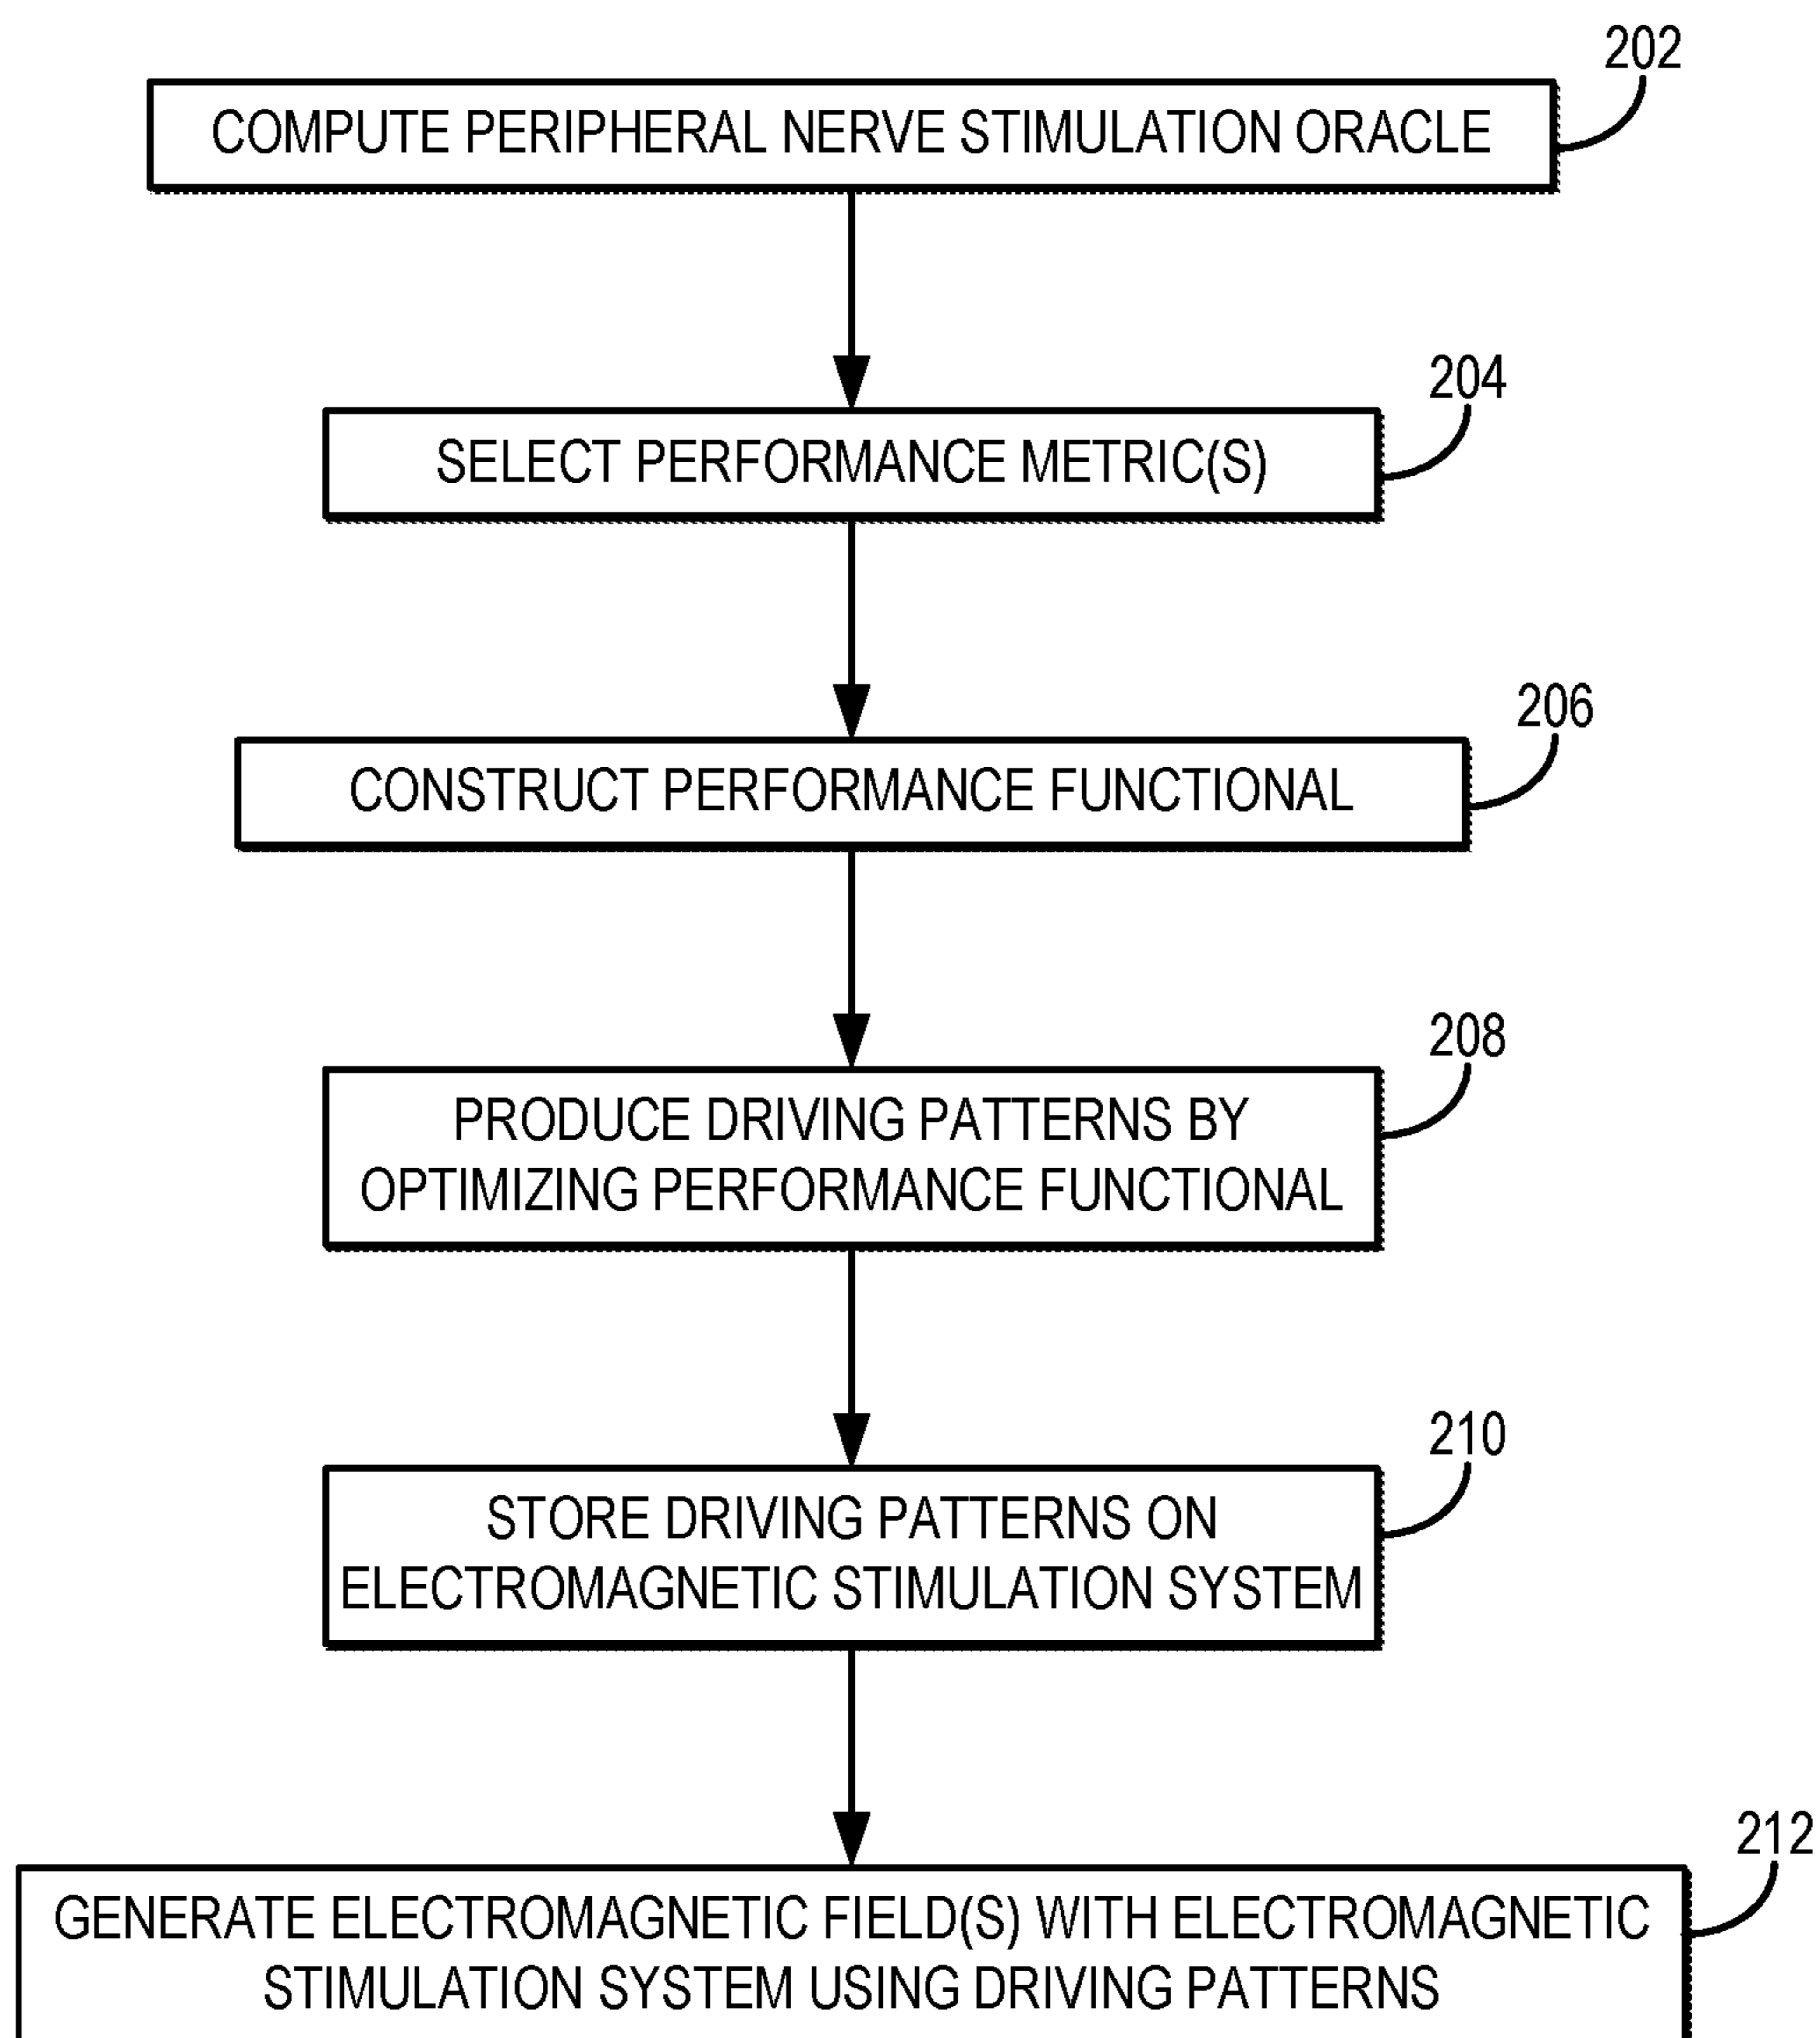 202
COMPUTE PERIPHERAL NERVE STIMULATION ORACLE
204
SELECT PERFORMANCE METRIC(S)
206
CONSTRUCT PERFORMANCE FUNCTIONAL
208
PRODUCE DRIVING PATTERNS BY
OPTIMIZING PERFORMANCE FUNCTIONAL
210
STORE DRIVING PATTERNS ON
ELECTROMAGNETIC STIMULATION SYSTEM
212
GENERATE ELECTROMAGNETIC FIELD(S) WITH ELECTROMAGNETIC
STIMULATION SYSTEM USING DRIVING PATTERNS